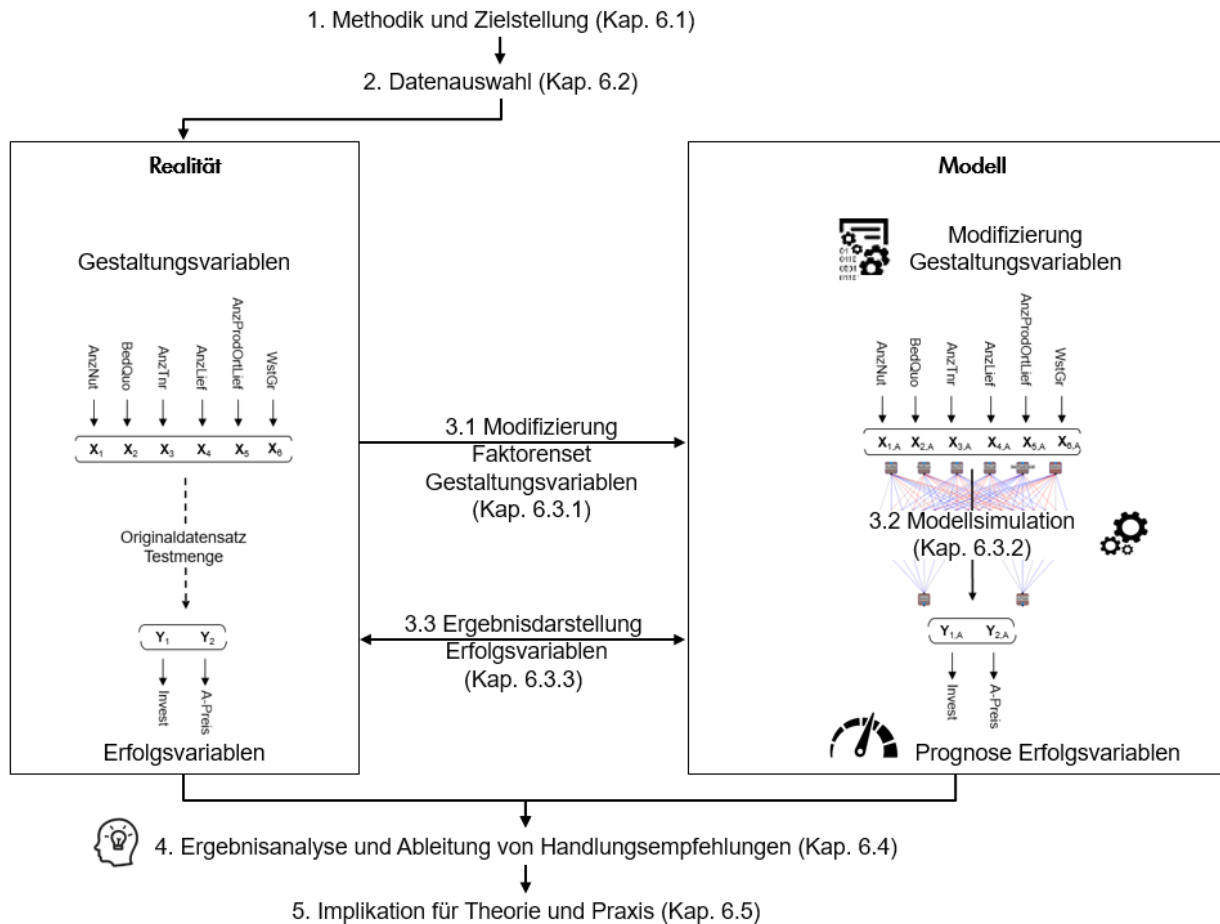 1. Methodik und Zielstellung (Kap. 6.1)
2. Datenauswahl (Kap. 6.2)
Realität
Gestaltungsvariablen
AnzNut
BedQuo
AnzTnr
AnzLief
AnzProdOrtLief
WstGr
X1 X2 X3 X4 X5 X6
Originaldatensatz
Testmenge
Y1 Y2
Invest
A-Preis
Erfolgsvariablen
3.1 Modifizierung
Faktorenset
Gestaltungsvariablen
(Kap. 6.3.1)
3.3 Ergebnisdarstellung
Erfolgsvariablen
(Kap. 6.3.3)
Modell
Modifizierung
Gestaltungsvariablen
AnzNut
BedQuo
AnzTnr
AnzLief
AnzProdOrtLief
WstGr
X1,A X2,A X3,A X4,A X5,A X6,A
3.2 Modellsimulation
(Kap. 6.3.2)
Y1,A Y2,A
Invest
A-Preis
Prognose Erfolgsvariablen
4. Ergebnisanalyse und Ableitung von Handlungsempfehlungen (Kap. 6.4)
5. Implikation für Theorie und Praxis (Kap. 6.5)